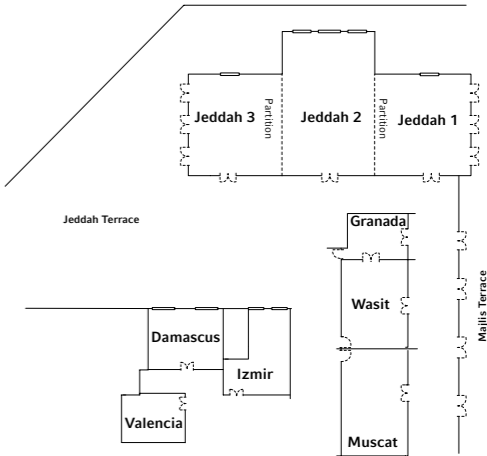 Jeddah 3
Partition
Jeddah 2
Partition
Jeddah 1
Jeddah Terrace
Granada
Majlis Terrace
Wasit
Damascus
Izmir
Valencia
Muscat